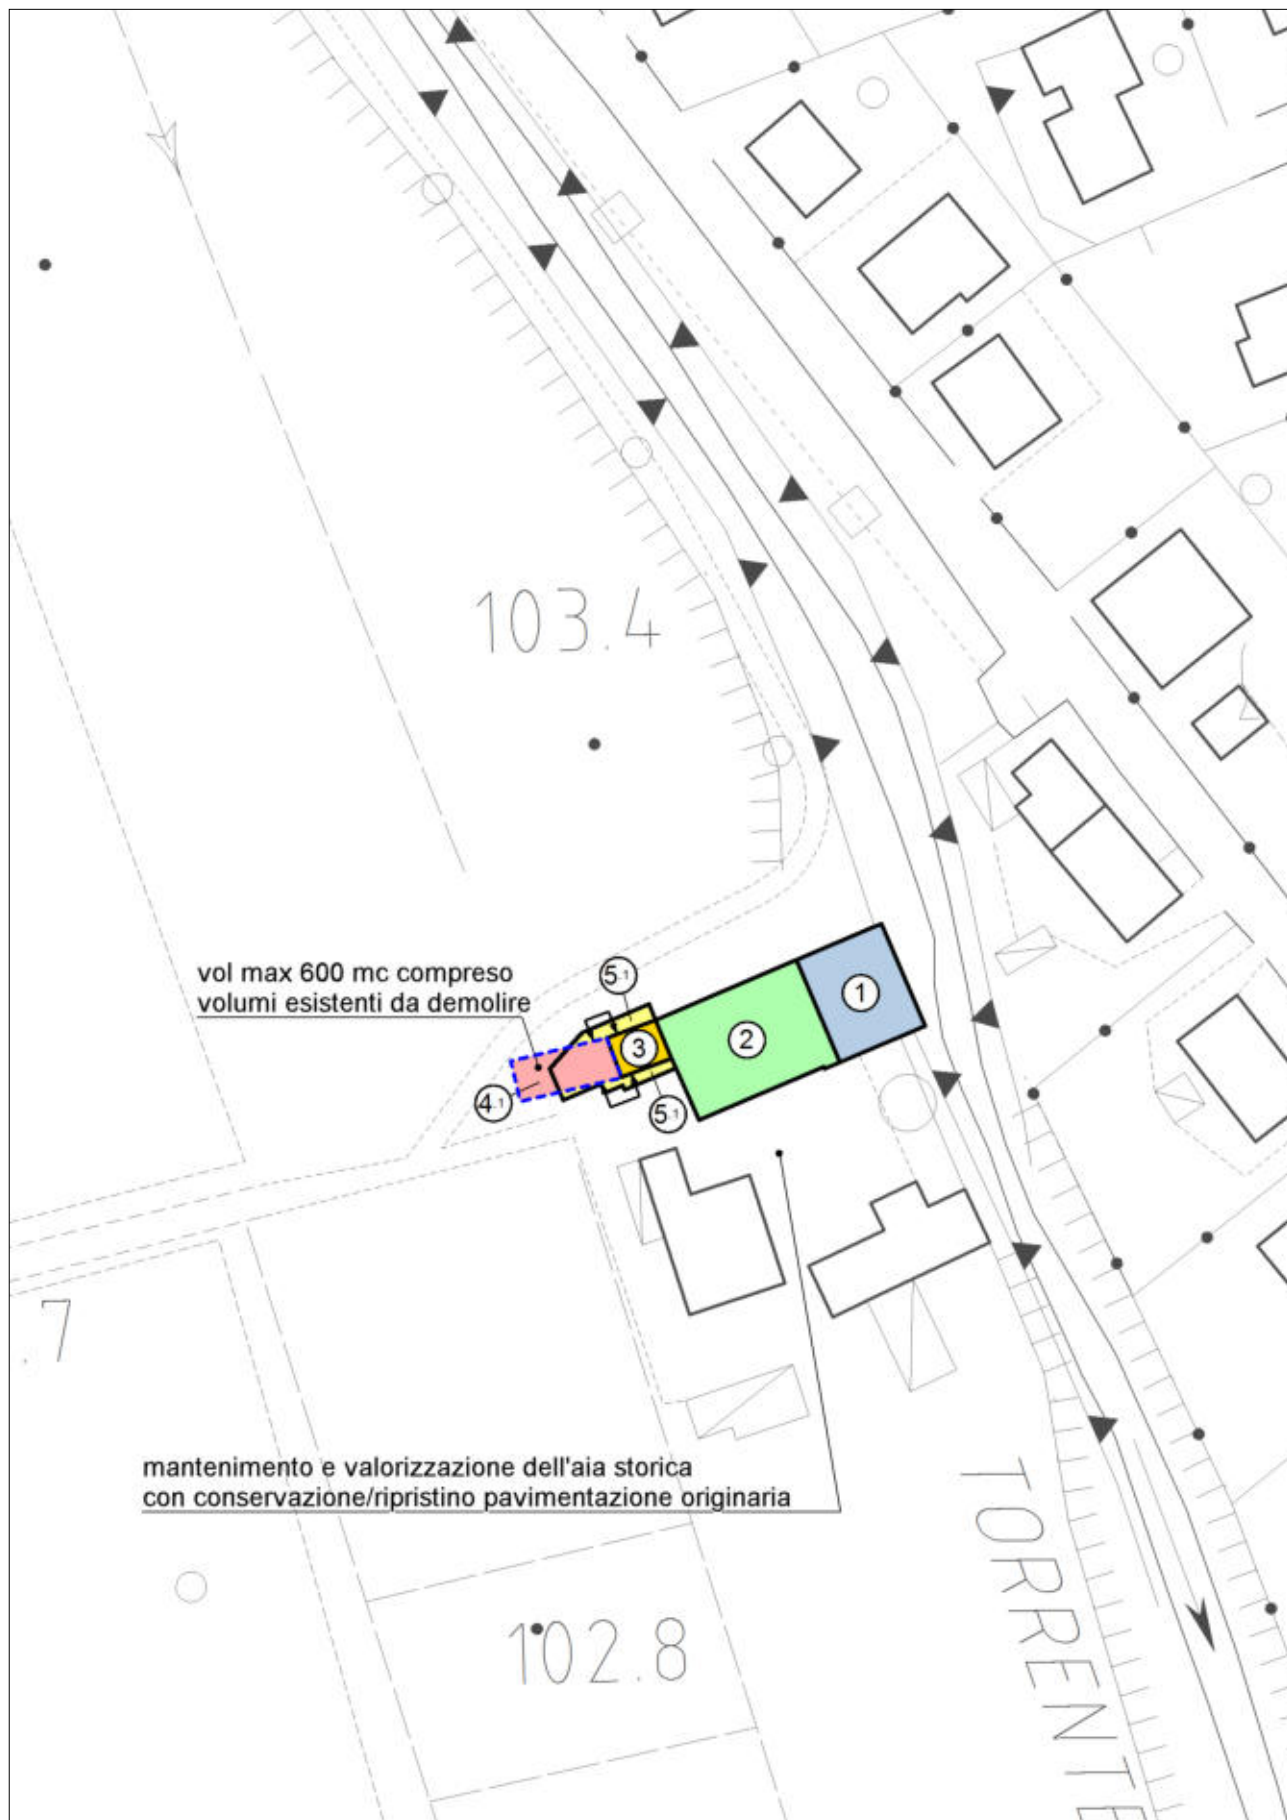 103.4
vol max 600 mc compreso
volumi esistenti da demolire
5.1
1
2
3
4.1
5.1
.7
mantenimento e valorizzazione dell'aia storica
con conservazione/ripristino pavimentazione originaria
102.8
TORRENTE